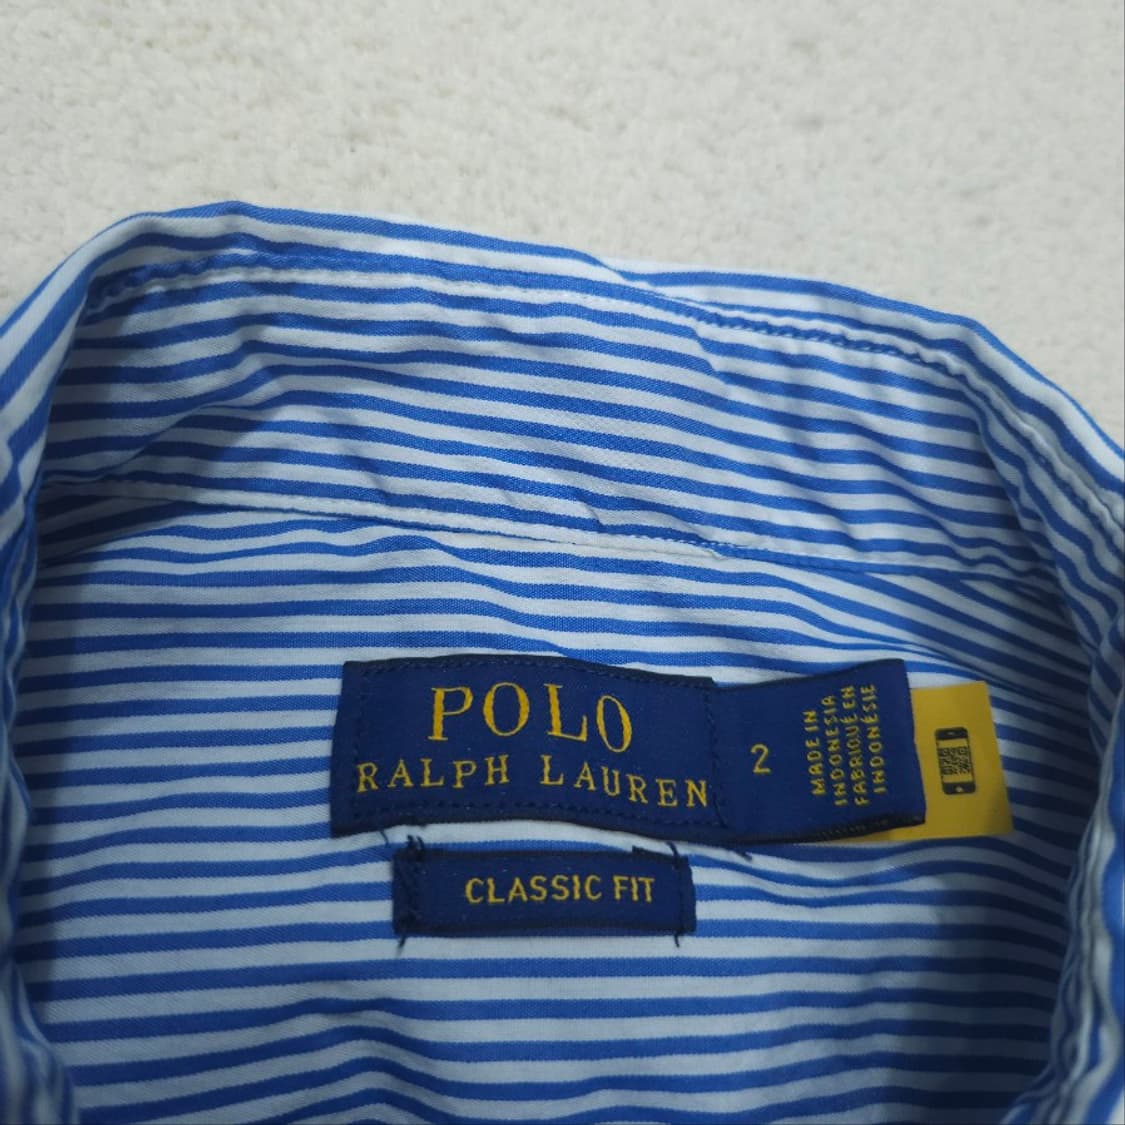 POLO
RALPH LAUREN
2
MADE IN
INDONESIA
FABRIQUÉ EN
INDONÉSIE
CLASSIC FIT